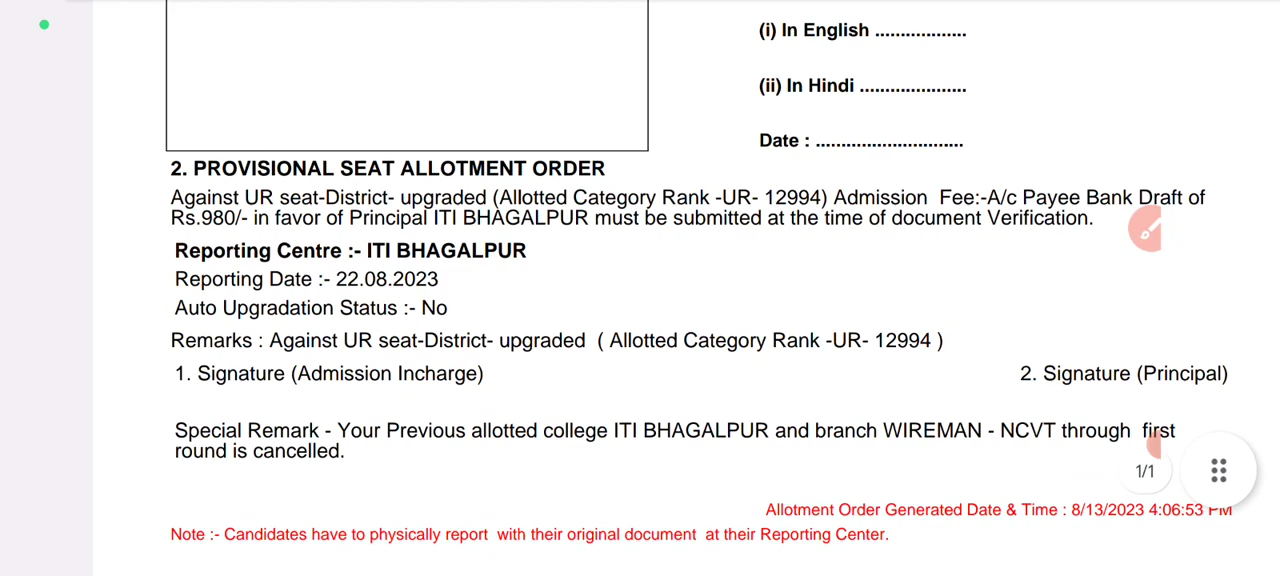 (i) In English ..................
(ii) In Hindi .....................
Date : .............................
2. PROVISIONAL SEAT ALLOTMENT ORDER
Against UR seat-District- upgraded (Allotted Category Rank -UR- 12994) Admission Fee:-A/c Payee Bank Draft of
Rs.980/- in favor of Principal ITI BHAGALPUR must be submitted at the time of document Verification.
Reporting Centre :- ITI BHAGALPUR
Reporting Date :- 22.08.2023
Auto Upgradation Status :- No
Remarks : Against UR seat-District- upgraded ( Allotted Category Rank -UR- 12994 )
1. Signature (Admission Incharge) 2. Signature (Principal)
Special Remark - Your Previous allotted college ITI BHAGALPUR and branch WIREMAN - NCVT through first
round is cancelled.
1/1
Allotment Order Generated Date & Time : 8/13/2023 4:06:53 PM
Note :- Candidates have to physically report with their original document at their Reporting Center.